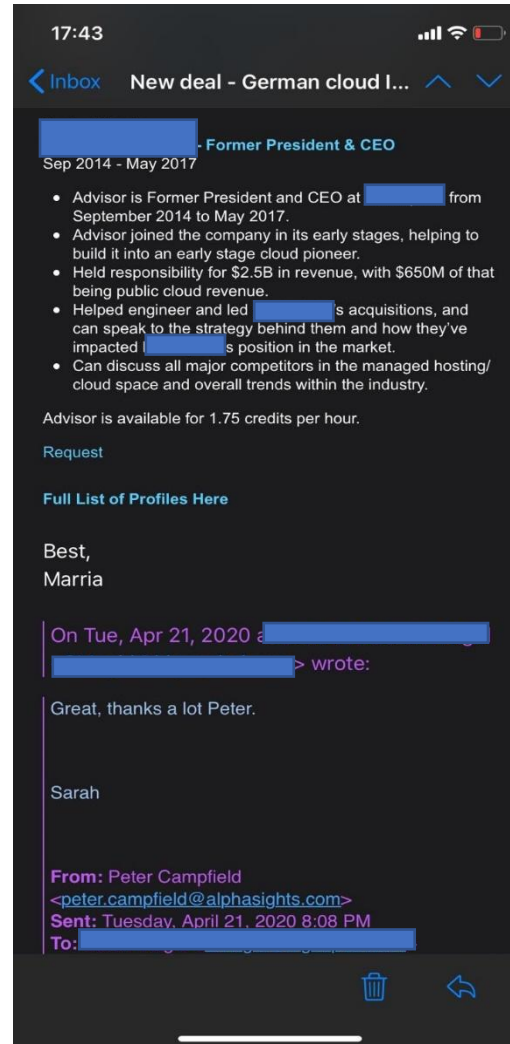 17:43
Inbox New deal - German cloud I...
- Former President & CEO
Sep 2014 - May 2017
• Advisor is Former President and CEO at from
September 2014 to May 2017.
• Advisor joined the company in its early stages, helping to
build it into an early stage cloud pioneer.
• Held responsibility for $2.5B in revenue, with $650M of that
being public cloud revenue.
• Helped engineer and led 's acquisitions, and
can speak to the strategy behind them and how they've
impacted s position in the market.
• Can discuss all major competitors in the managed hosting/
cloud space and overall trends within the industry.
Advisor is available for 1.75 credits per hour.
Request
Full List of Profiles Here
Best,
Marria
On Tue, Apr 21, 2020
> wrote:
Great, thanks a lot Peter.
Sarah
From: Peter Campfield
<peter.campfield@alphasights.com>
Sent: Tuesday, April 21, 2020 8:08 PM
To: